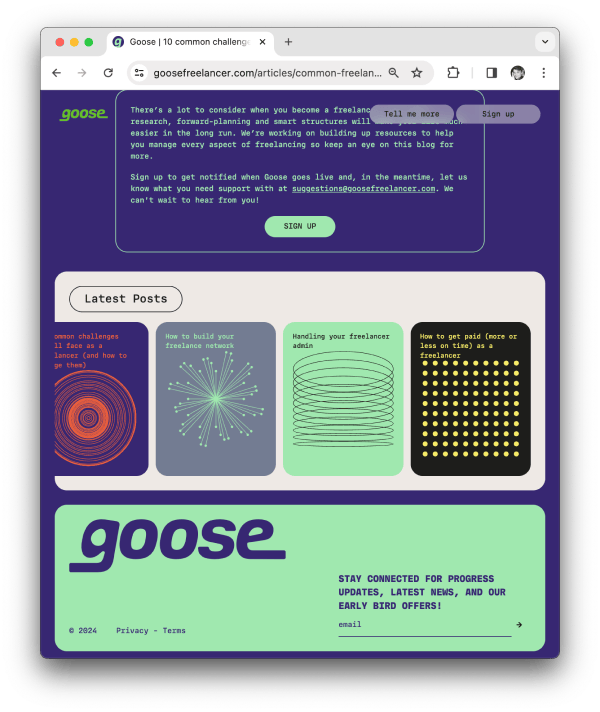 Goose | 10 common challenge
goosefreelancer.com/articles/common-freelan...
goose
There's a lot to consider when you become a freelanc
Tell me more
Sign up
research, forward-planning and smart structures will
easier in the long run. We're working on building up resources to help
you manage every aspect of freelancing so keep an eye on this blog for
more.
Sign up to get notified when Goose goes live and, in the meantime, let us
know what you need support with at suggestions@goosefreelancer.com. We
can't wait to hear from you!
SIGN UP
Latest Posts
ommon challenges
ll face as a
lancer (and how to
ge them)
How to build your
freelance network
Handling your freelancer
admin
How to get paid (more or
less on time) as a
freelancer
goose
STAY CONNECTED FOR PROGRESS
UPDATES, LATEST NEWS, AND OUR
EARLY BIRD OFFERS!
email
© 2024 Privacy - Terms